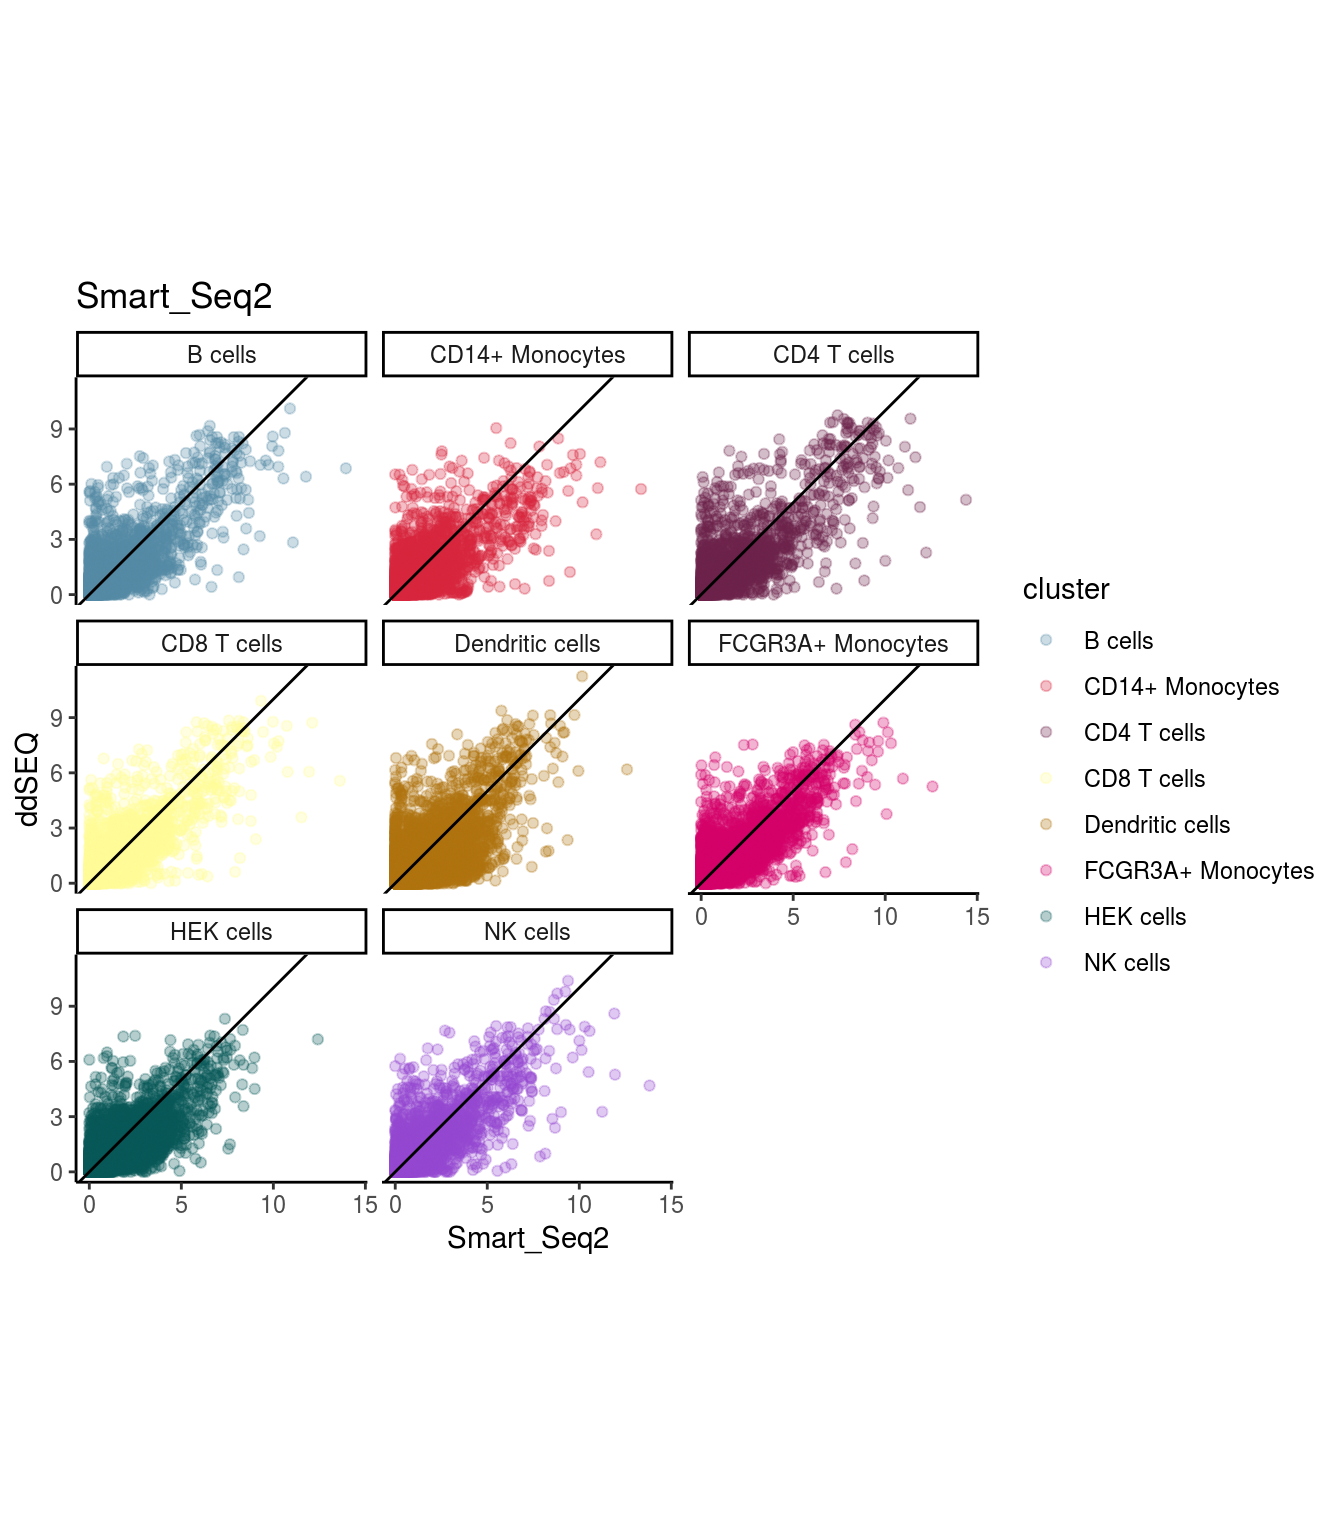 Smart_Seq2
B cells
CD14+ Monocytes
CD4 T cells
9
6
3
0
CD8 T cells
Dendritic cells
FCGR3A+ Monocytes
9
6
3
0
0 5 10 15
HEK cells
NK cells
9
6
3
0
0 5 10 15
0 5 10 15
Smart_Seq2
ddSEQ
cluster
B cells
CD14+ Monocytes
CD4 T cells
CD8 T cells
Dendritic cells
FCGR3A+ Monocytes
HEK cells
NK cells